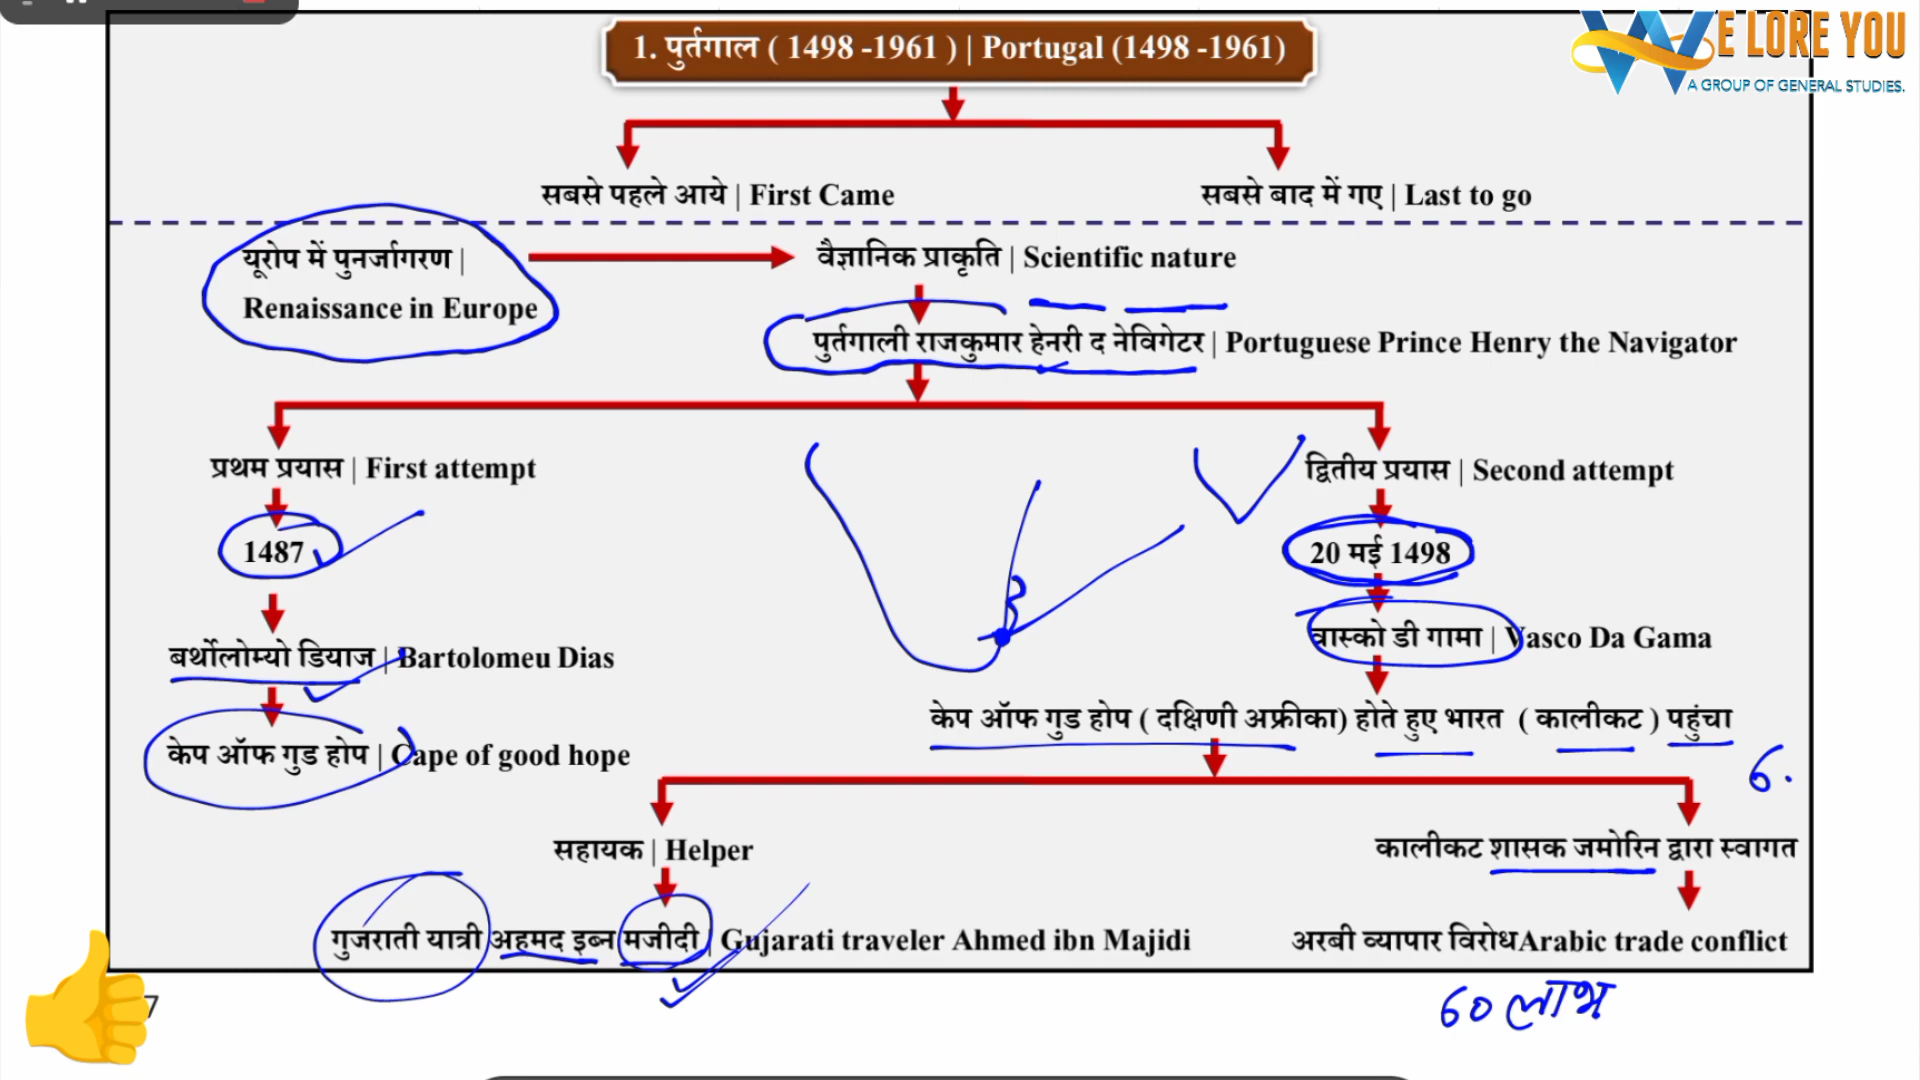 1. पुर्तगाल ( 1498 -1961 ) | Portugal (1498 -1961)
WE LORE YOU
A GROUP OF GENERAL STUDIES.
सबसे पहले आये | First Came
सबसे बाद में गए | Last to go
यूरोप में पुनर्जागरण |
Renaissance in Europe
वैज्ञानिक प्राकृति | Scientific nature
पुर्तगाली राजकुमार हेनरी द नेविगेटर | Portuguese Prince Henry the Navigator
प्रथम प्रयास | First attempt
द्वितीय प्रयास | Second attempt
1487
20 मई 1498
बर्थोलोम्यो डियाज | Bartolomeu Dias
वास्को डी गामा | Vasco Da Gama
केप ऑफ गुड होप | Cape of good hope
केप ऑफ गुड होप ( दक्षिणी अफ्रीका) होते हुए भारत ( कालीकट ) पहुंचा
6.
सहायक | Helper
कालीकट शासक जमोरिन द्वारा स्वागत
गुजराती यात्री अहमद इब्न मजीदी | Gujarati traveler Ahmed ibn Majidi
अरबी व्यापार विरोधArabic trade conflict
7
60 लाभ